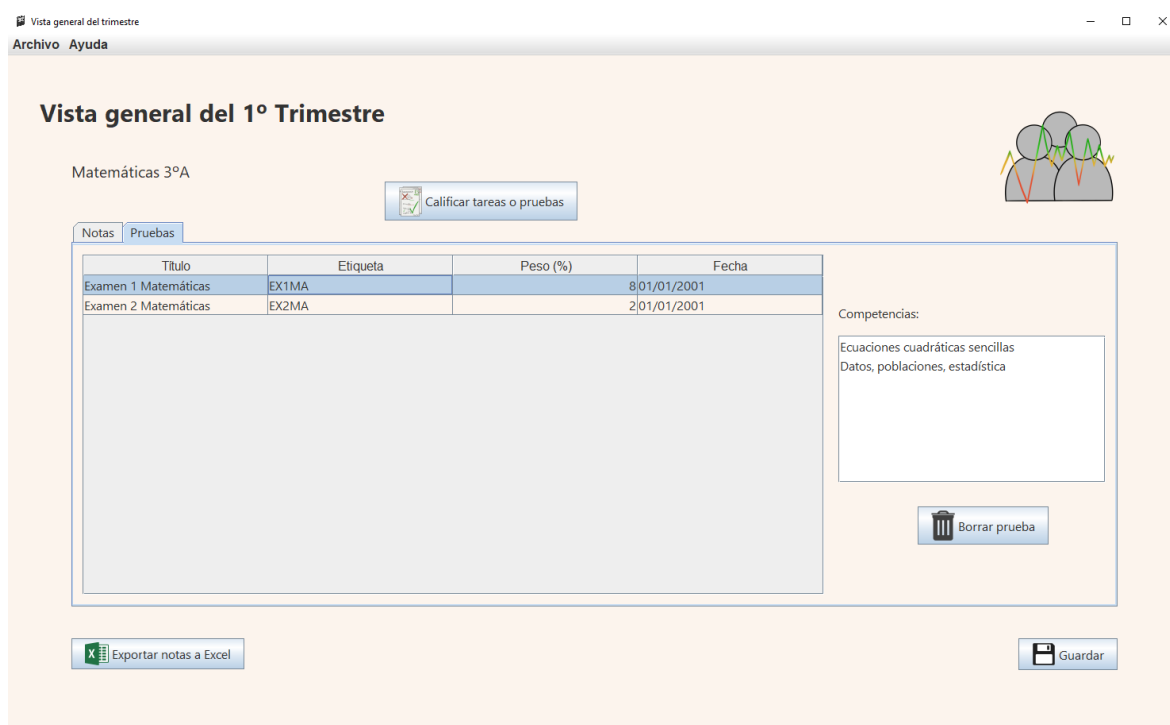 Vista general del trimestre
Archivo Ayuda
Vista general del 1º Trimestre
Matemáticas 3ºA
Calificar tareas o pruebas
Notas Pruebas
Título Etiqueta Peso (%) Fecha
Examen 1 Matemáticas EX1MA 8 01/01/2001
Examen 2 Matemáticas EX2MA 2 01/01/2001
Competencias:
Ecuaciones cuadráticas sencillas
Datos, poblaciones, estadística
Borrar prueba
Exportar notas a Excel
Guardar